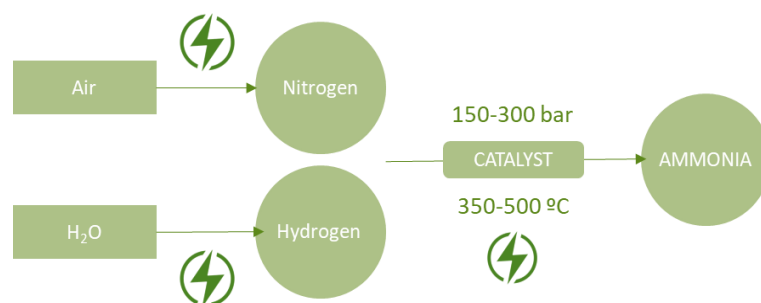 Air
Nitrogen
150-300 bar
CATALYST
AMMONIA
350-500 ºC
H₂O
Hydrogen